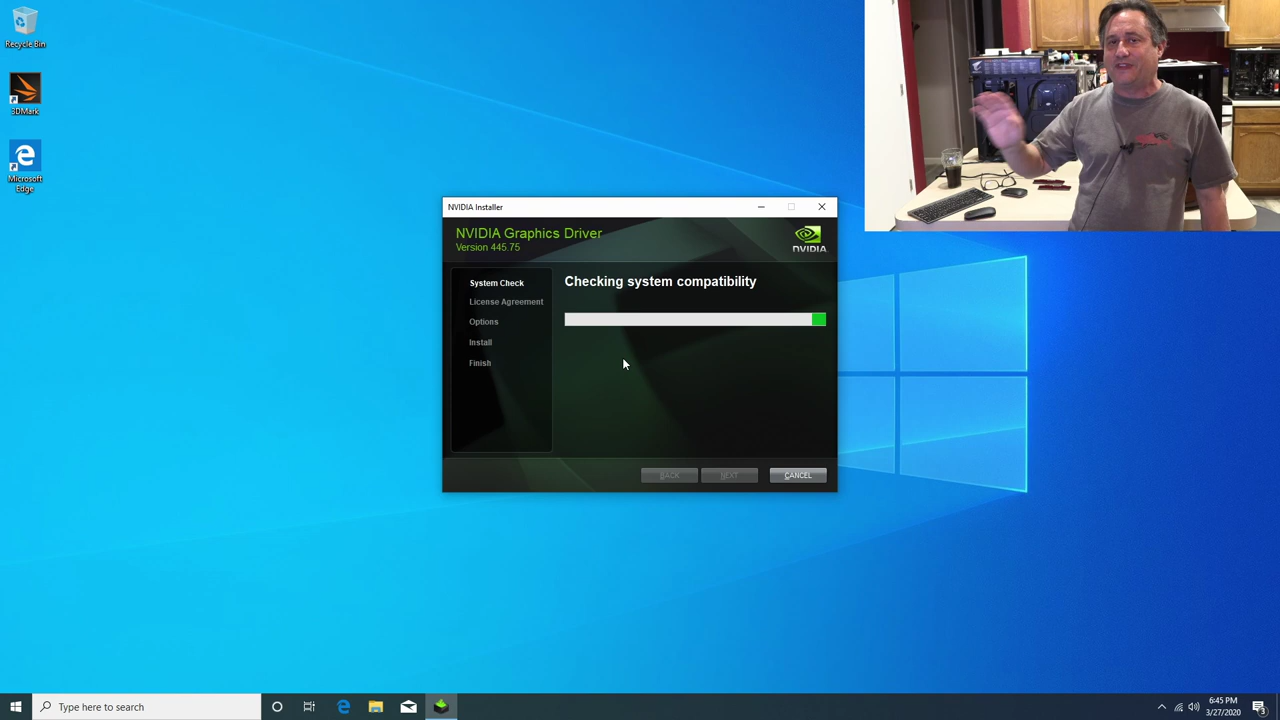 Recycle Bin
3DMark
Microsoft
Edge
NVIDIA Installer
NVIDIA Graphics Driver
Version 445.75
NVIDIA
System Check
License Agreement
Options
Install
Finish
Checking system compatibility
BACK
NEXT
CANCEL
Type here to search
6:45 PM
3/27/2020
3